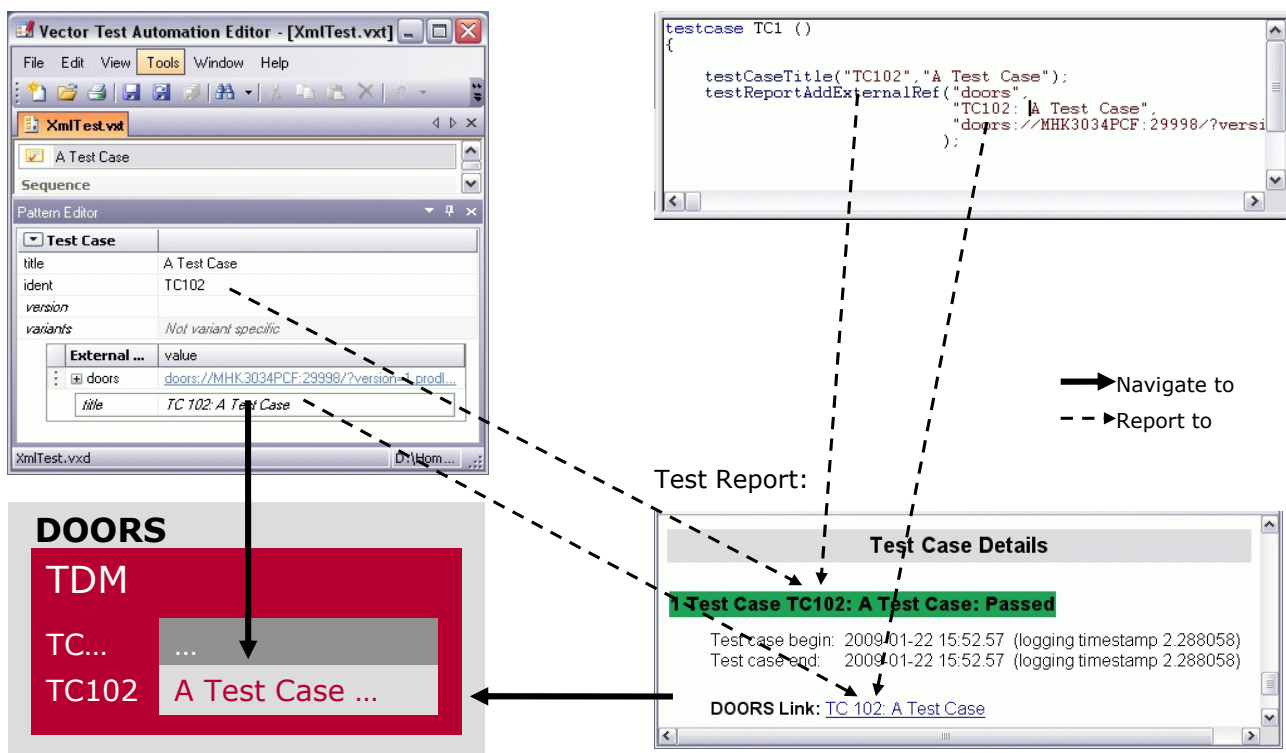 Vector Test Automation Editor - [XmlTest.vxt]
File Edit View Tools Window Help
XmlTest.vxt
A Test Case
Sequence
Pattern Editor
Test Case
title A Test Case
ident TC102
version
variants Not variant specific
External ... value
doors doors://MHK3034PCF:29998/?version=1,prodl...
title TC 102: A Test Case
XmlTest.vxd D:\Hom...
testcase TC1 ()
{
testCaseTitle("TC102","A Test Case");
testReportAddExternalRef("doors",
"TC102: A Test Case",
"doors://MHK3034PCF:29998/?versi
);
Navigate to
Report to
DOORS
TDM
TC... ...
TC102 A Test Case ...
Test Report:
Test Case Details
1 Test Case TC102: A Test Case: Passed
Test case begin: 2009-01-22 15:52.57 (logging timestamp 2.288058)
Test case end: 2009-01-22 15:52.57 (logging timestamp 2.288058)
DOORS Link: TC 102: A Test Case